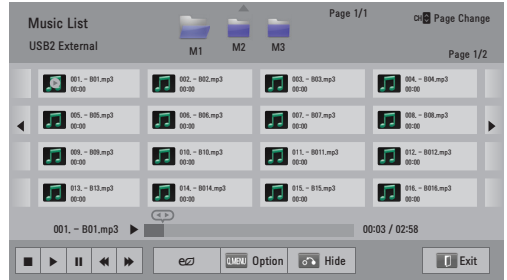 Music List
Page 1/1
CH Page Change
USB2 External
M1
M2
M3
Page 1/2
001. - B01.mp3
00:00
002. - B02.mp3
00:00
003. - B03.mp3
00:00
004. - B04.mp3
00:00
005. - B05.mp3
00:00
006. - B06.mp3
00:00
007. - B07.mp3
00:00
008. - B08.mp3
00:00
009. - B09.mp3
00:00
010. - B10.mp3
00:00
011. - B011.mp3
00:00
012. - B012.mp3
00:00
013. - B13.mp3
00:00
014. - B014.mp3
00:00
015. - B15.mp3
00:00
016. - B016.mp3
00:00
001. - B01.mp3
00:03 / 02:58
Q.MENU Option
Hide
Exit